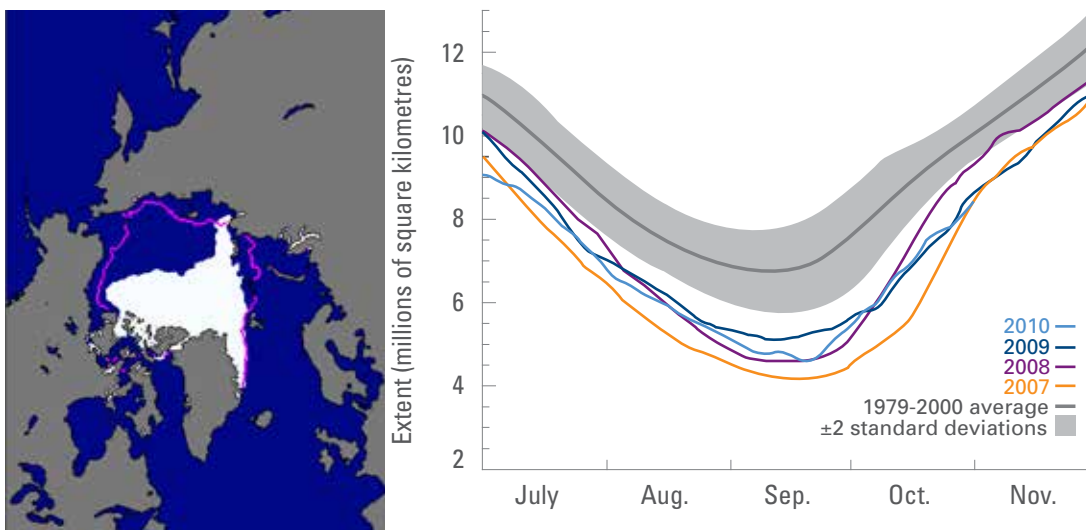 Extent (millions of square kilometres)
12
10
8
6
4
2
July Aug. Sep. Oct. Nov.
2010
2009
2008
2007
1979-2000 average
±2 standard deviations